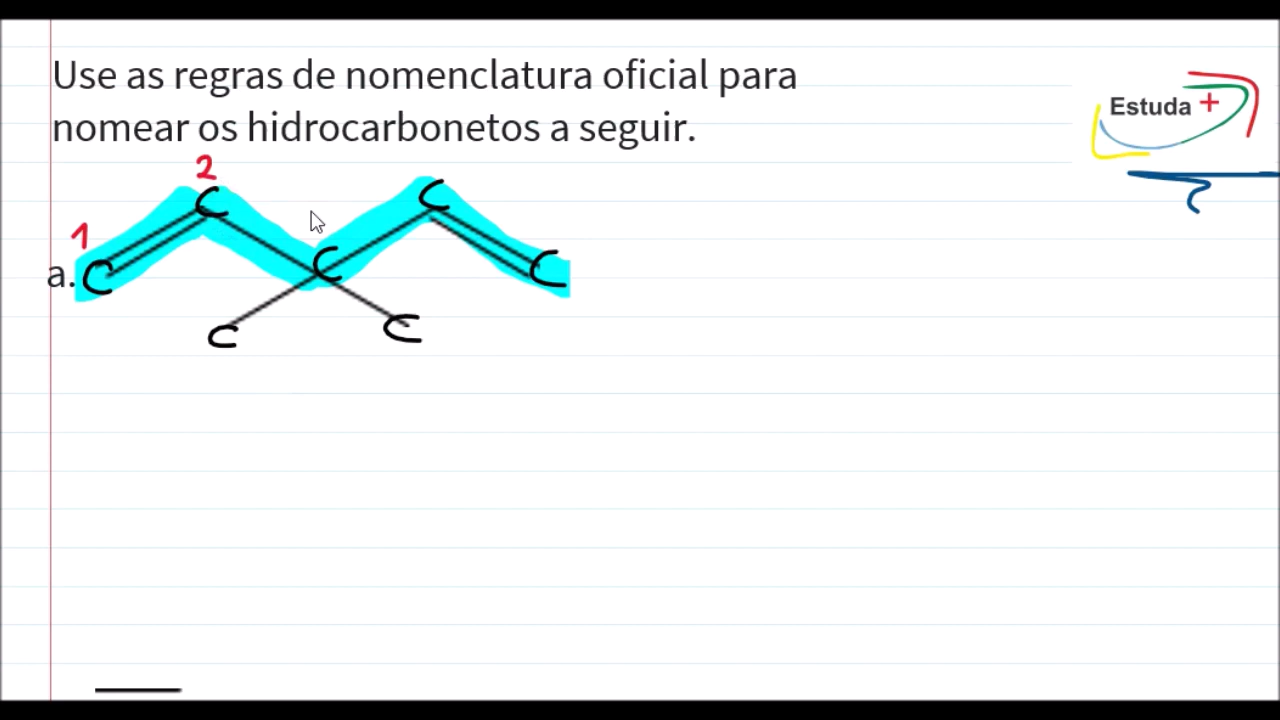 Use as regras de nomenclatura oficial para
nomear os hidrocarbonetos a seguir.
Estuda +
2
1
C C C
a. C C
C C